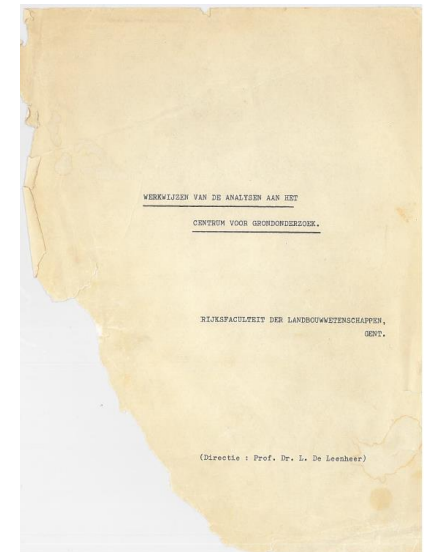 WERKWIJZEN VAN DE ANALYSEN AAN HET
CENTRUM VOOR GRONDONDERZOEK.
RIJKSFACULTEIT DER LANDBOUWWETENSCHAPPEN,
GENT.
(Directie : Prof. Dr. L. De Leenheer)